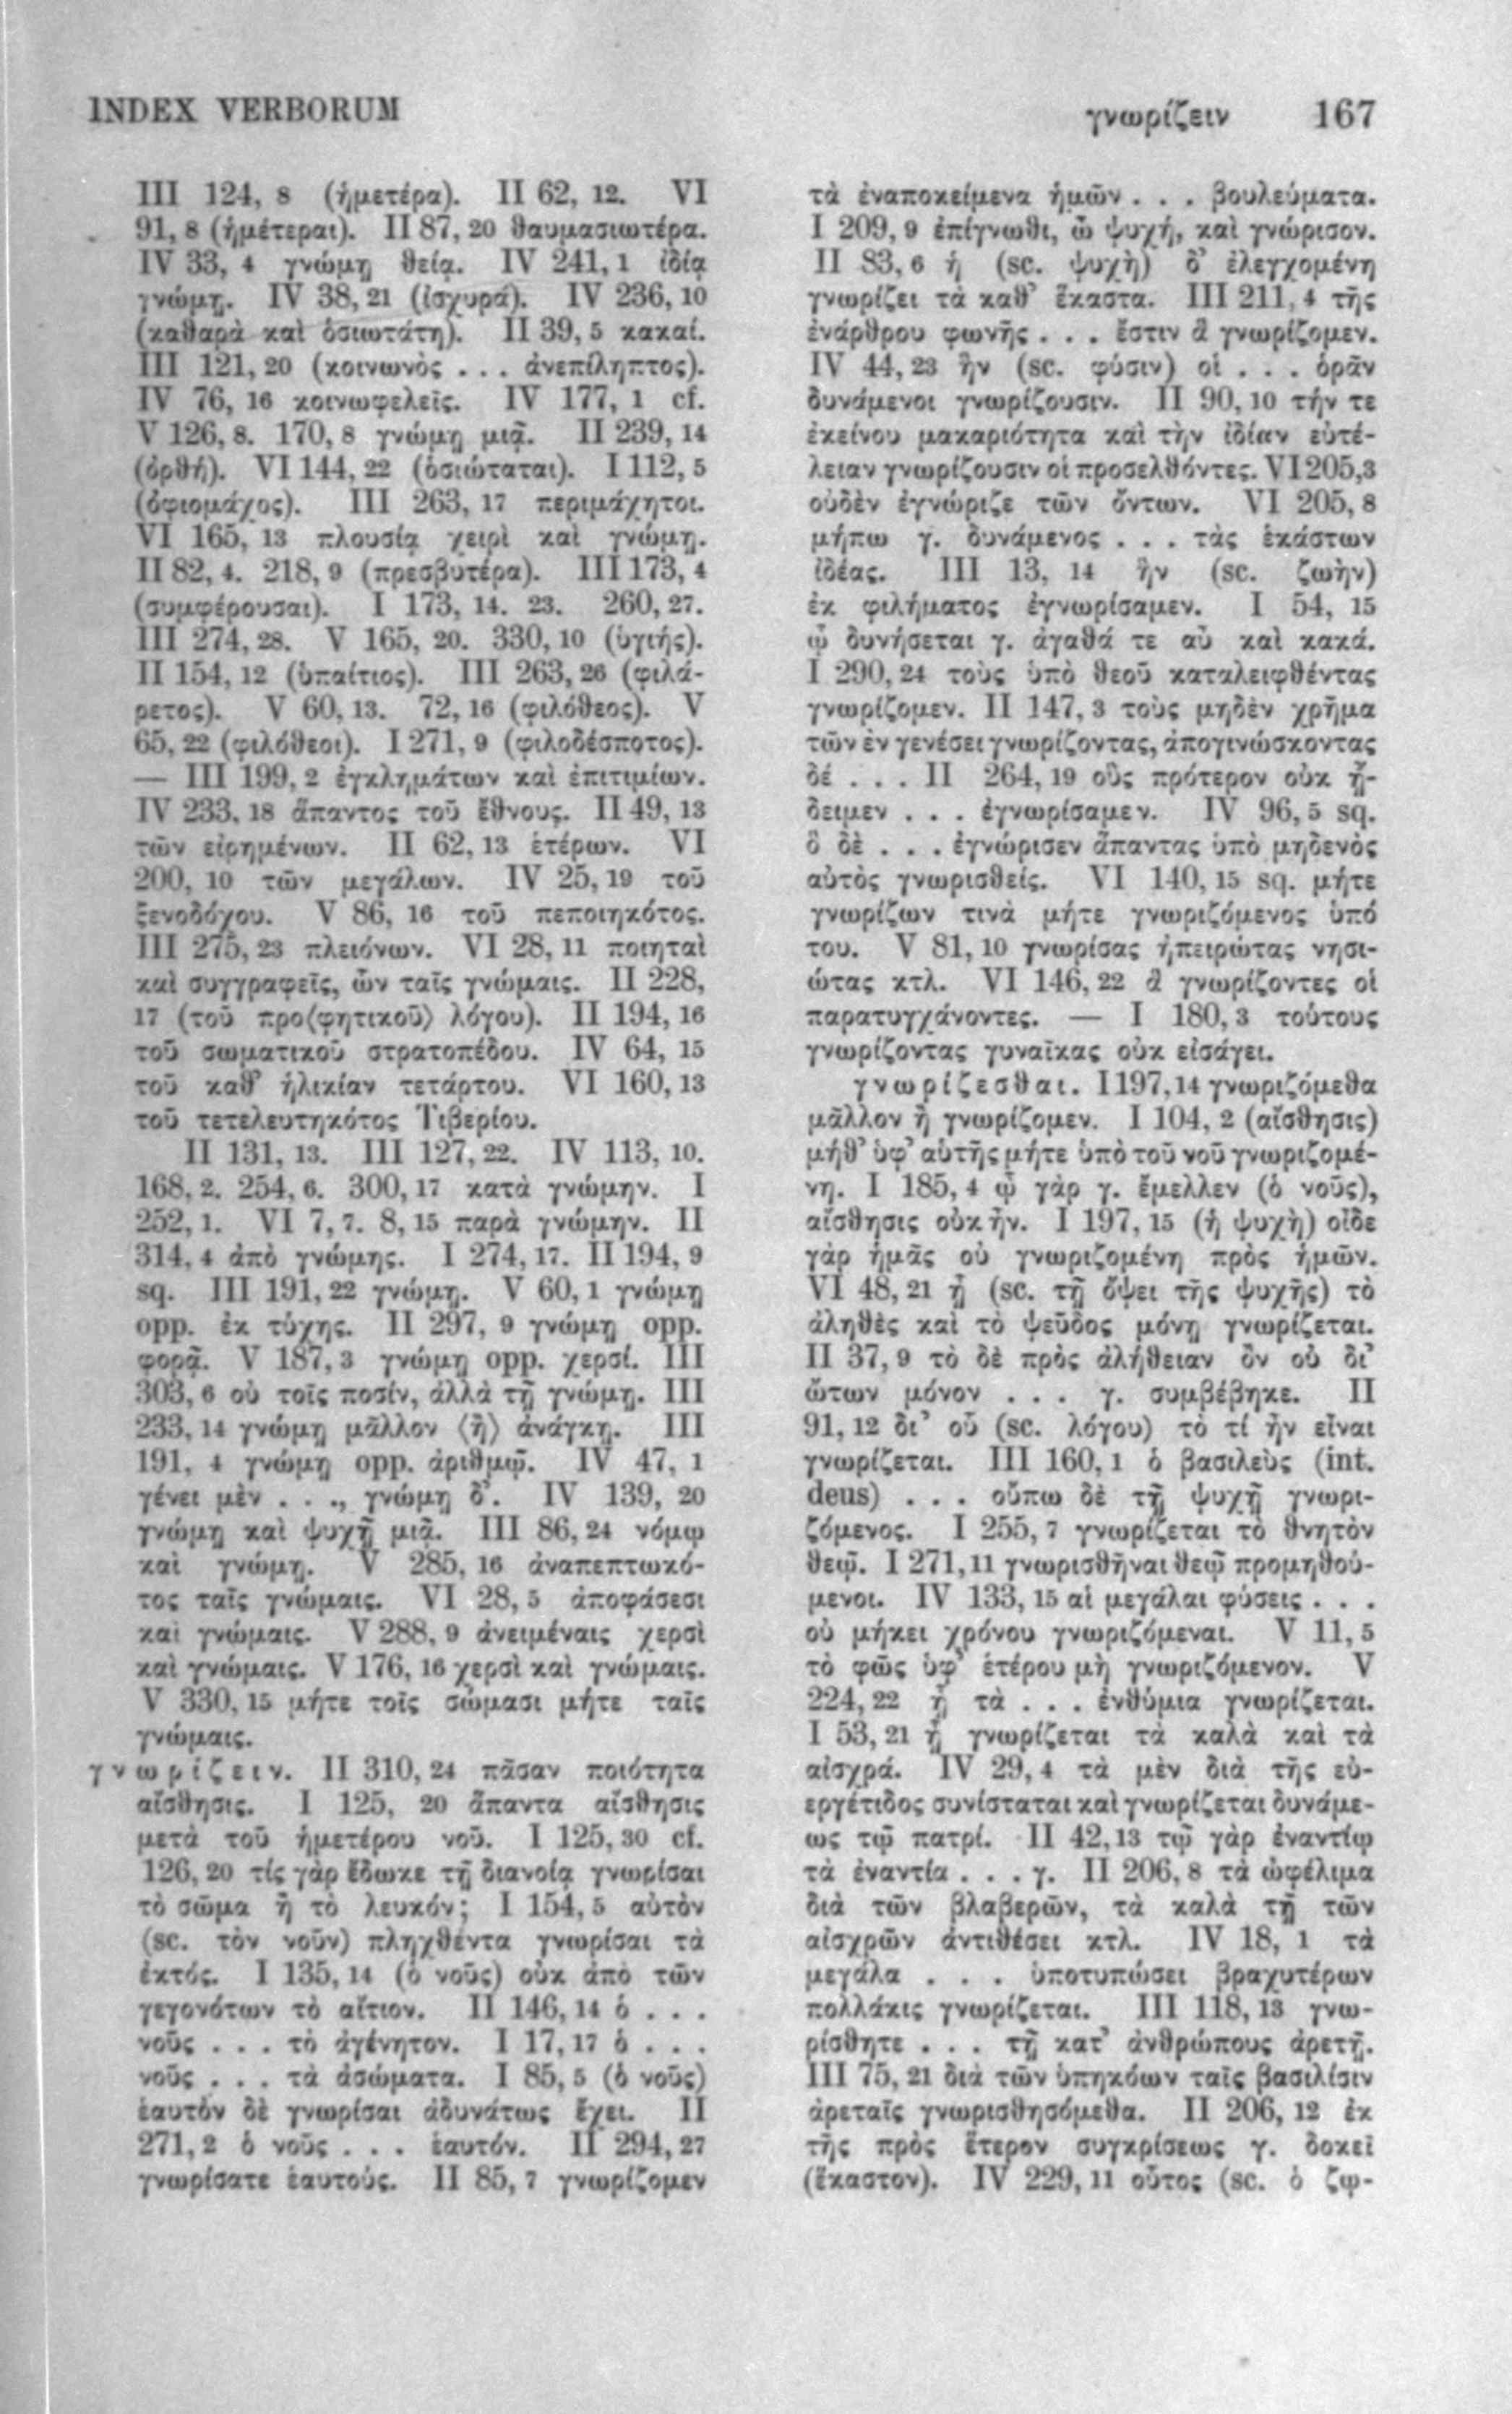 INDEX VERBORUM
γνωρίζειν 167
III 124, 8 (ἡμετέρα). II 62, 12. VI
91, 8 (ἡμέτεραι). II 87, 20 θαυμασιωτέρα.
IV 33, 4 γνώμῃ θείᾳ. IV 241, 1 ἰδίᾳ
γνώμῃ. IV 38, 21 (ἰσχυρά). IV 236, 10
(καθαρὰ καὶ ὁσιωτάτη). II 39, 5 κακαί.
III 121, 20 (κοινωνὸς . . . ἀνεπίληπτος).
IV 76, 16 κοινωφελεῖς. IV 177, 1 cf.
V 126, 8. 170, 8 γνώμῃ μιᾷ. II 239, 14
(ὀρθή). VI 144, 22 (ὁσιώταται). I 112, 5
(ὀφιομάχος). III 263, 17 περιμάχητοι.
VI 165, 13 πλουσίᾳ χειρὶ καὶ γνώμῃ.
II 82, 4. 218, 9 (πρεσβυτέρα). III 173, 4
(συμφέρουσαι). I 173, 14. 23. 260, 27.
III 274, 28. V 165, 20. 330, 10 (ὑγιής).
II 154, 12 (ὑπαίτιος). III 263, 26 (φιλά-
ρετος). V 60, 13. 72, 16 (φιλόθεος). V
65, 22 (φιλόθεοι). I 271, 9 (φιλοδέσποτος).
— III 199, 2 ἐγκλημάτων καὶ ἐπιτιμίων.
IV 233, 18 ἅπαντος τοῦ ἔθνους. II 49, 13
τῶν εἰρημένων. II 62, 13 ἑτέρων. VI
200, 10 τῶν μεγάλων. IV 25, 19 τοῦ
ξενοδόχου. V 86, 16 τοῦ πεποιηκότος.
III 275, 23 πλειόνων. VI 28, 11 ποιηταὶ
καὶ συγγραφεῖς, ὧν ταῖς γνώμαις. II 228,
17 (τοῦ προ⟨φητικοῦ⟩ λόγου). II 194, 16
τοῦ σωματικοῦ στρατοπέδου. IV 64, 15
τοῦ καθ’ ἡλικίαν τετάρτου. VI 160, 13
τοῦ τετελευτηκότος Τιβερίου.
II 131, 13. III 127, 22. IV 113, 10.
168, 2. 254, 6. 300, 17 κατὰ γνώμην. I
252, 1. VI 7, 7. 8, 15 παρὰ γνώμην. II
314, 4 ἀπὸ γνώμης. I 274, 17. II 194, 9
sq. III 191, 22 γνώμῃ. V 60, 1 γνώμῃ
opp. ἐκ τύχης. II 297, 9 γνώμῃ opp.
φορᾷ. V 187, 3 γνώμῃ opp. χερσί. III
303, 6 οὐ τοῖς ποσίν, ἀλλὰ τῇ γνώμῃ. III
233, 14 γνώμῃ μᾶλλον ⟨ἢ⟩ ἀνάγκῃ. III
191, 4 γνώμῃ opp. ἀριθμῷ. IV 47, 1
γένει μὲν . . ., γνώμῃ δ’. IV 139, 20
γνώμῃ καὶ ψυχῇ μιᾷ. III 86, 24 νόμῳ
καὶ γνώμῃ. V 285, 16 ἀναπεπτωκό-
τος ταῖς γνώμαις. VI 28, 5 ἀποφάσεσι
καὶ γνώμαις. V 288, 9 ἀνειμέναις χερσὶ
καὶ γνώμαις. V 176, 16 χερσὶ καὶ γνώμαις.
V 330, 15 μήτε τοῖς σώμασι μήτε ταῖς
γνώμαις.
γνωρίζειν. II 310, 24 πᾶσαν ποιότητα
αἴσθησις. I 125, 20 ἅπαντα αἴσθησις
μετὰ τοῦ ἡμετέρου νοῦ. I 125, 30 cf.
126, 20 τίς γὰρ ἔδωκε τῇ διανοίᾳ γνωρίσαι
τὸ σῶμα ἢ τὸ λευκόν; I 154, 5 αὐτὸν
(sc. τὸν νοῦν) πληχθέντα γνωρίσαι τὰ
ἐκτός. I 135, 14 (ὁ νοῦς) οὐκ ἀπὸ τῶν
γεγονότων τὸ αἴτιον. II 146, 14 ὁ . . .
νοῦς . . . τὸ ἀγένητον. I 17, 17 ὁ . . .
νοῦς . . . τὰ ἀσώματα. I 85, 5 (ὁ νοῦς)
ἑαυτὸν δὲ γνωρίσαι ἀδυνάτως ἔχει. II
271, 2 ὁ νοῦς . . . ἑαυτόν. II 294, 27
γνωρίσατε ἑαυτούς. II 85, 7 γνωρίζομεν
τὰ ἐναποκείμενα ἡμῶν . . . βουλεύματα.
I 209, 9 ἐπίγνωθι, ὦ ψυχή, καὶ γνώρισον.
II 83, 6 ἡ (sc. ψυχὴ) δ’ ἐλεγχομένη
γνωρίζει τὰ καθ’ ἕκαστα. III 211, 4 τῆς
ἐνάρθρου φωνῆς . . . ἔστιν ἃ γνωρίζομεν.
IV 44, 23 ἣν (sc. φύσιν) οἱ . . . ὁρᾶν
δυνάμενοι γνωρίζουσιν. II 90, 10 τήν τε
ἐκείνου μακαριότητα καὶ τὴν ἰδίαν εὐτέ-
λειαν γνωρίζουσιν οἱ προσελθόντες. VI 205, 3
οὐδὲν ἐγνώριζε τῶν ὄντων. VI 205, 8
μήπω γ. δυνάμενος . . . τὰς ἑκάστων
ἰδέας. III 13, 14 ἣν (sc. ζωὴν)
ἐκ φιλήματος ἐγνωρίσαμεν. I 54, 15
ᾧ δυνήσεται γ. ἀγαθά τε αὖ καὶ κακά.
I 290, 24 τοὺς ὑπὸ θεοῦ καταλειφθέντας
γνωρίζομεν. II 147, 3 τοὺς μηδὲν χρῆμα
τῶν ἐν γενέσει γνωρίζοντας, ἀπογινώσκοντας
δέ . . . II 264, 19 οὓς πρότερον οὐκ ᾔ-
δειμεν . . . ἐγνωρίσαμεν. IV 96, 5 sq.
ὃ δὲ . . . ἐγνώρισεν ἅπαντας ὑπὸ μηδενὸς
αὐτὸς γνωρισθείς. VI 140, 15 sq. μήτε
γνωρίζων τινὰ μήτε γνωριζόμενος ὑπό
του. V 81, 10 γνωρίσας ἠπειρώτας νησι-
ώτας κτλ. VI 146, 22 ἃ γνωρίζοντες οἱ
παρατυγχάνοντες. — I 180, 3 τούτους
γνωρίζοντας γυναῖκας οὐκ εἰσάγει.
γνωρίζεσθαι. I 197, 14 γνωριζόμεθα
μᾶλλον ἢ γνωρίζομεν. I 104, 2 (αἴσθησις)
μήθ’ ὑφ’ αὑτῆς μήτε ὑπὸ τοῦ νοῦ γνωριζομέ-
νη. I 185, 4 ᾧ γὰρ γ. ἔμελλεν (ὁ νοῦς),
αἴσθησις οὐκ ἦν. I 197, 15 (ἡ ψυχὴ) οἶδε
γὰρ ἡμᾶς οὐ γνωριζομένη πρὸς ἡμῶν.
VI 48, 21 ᾗ (sc. τῇ ὄψει τῆς ψυχῆς) τὸ
ἀληθὲς καὶ τὸ ψεῦδος μόνῃ γνωρίζεται.
II 37, 9 τὸ δὲ πρὸς ἀλήθειαν ὂν οὐ δι’
ὤτων μόνον . . . γ. συμβέβηκε. II
91, 12 δι’ οὗ (sc. λόγου) τὸ τί ἦν εἶναι
γνωρίζεται. III 160, 1 ὁ βασιλεὺς (int.
deus) . . . οὔπω δὲ τῇ ψυχῇ γνωρι-
ζόμενος. I 255, 7 γνωρίζεται τὸ θνητὸν
θεῷ. I 271, 11 γνωρισθῆναι θεῷ προμηθού-
μενοι. IV 133, 15 αἱ μεγάλαι φύσεις . . .
οὐ μήκει χρόνου γνωριζόμεναι. V 11, 5
τὸ φῶς ὑφ’ ἑτέρου μὴ γνωριζόμενον. V
224, 22 ᾗ τὰ . . . ἐνθύμια γνωρίζεται.
I 53, 21 ᾗ γνωρίζεται τὰ καλὰ καὶ τὰ
αἰσχρά. IV 29, 4 τὰ μὲν διὰ τῆς εὐ-
εργέτιδος συνίσταται καὶ γνωρίζεται δυνάμε-
ως τῷ πατρί. II 42, 13 τῷ γὰρ ἐναντίῳ
τὰ ἐναντία . . . γ. II 206, 8 τὰ ὠφέλιμα
διὰ τῶν βλαβερῶν, τὰ καλὰ τῇ τῶν
αἰσχρῶν ἀντιθέσει κτλ. IV 18, 1 τὰ
μεγάλα . . . ὑποτυπώσει βραχυτέρων
πολλάκις γνωρίζεται. III 118, 13 γνω-
ρίσθητε . . . τῇ κατ’ ἀνθρώπους ἀρετῇ.
III 75, 21 διὰ τῶν ὑπηκόων ταῖς βασιλίσιν
ἀρεταῖς γνωρισθησόμεθα. II 206, 12 ἐκ
τῆς πρὸς ἕτερον συγκρίσεως γ. δοκεῖ
(ἕκαστον). IV 229, 11 οὗτος (sc. ὁ ζῳ-